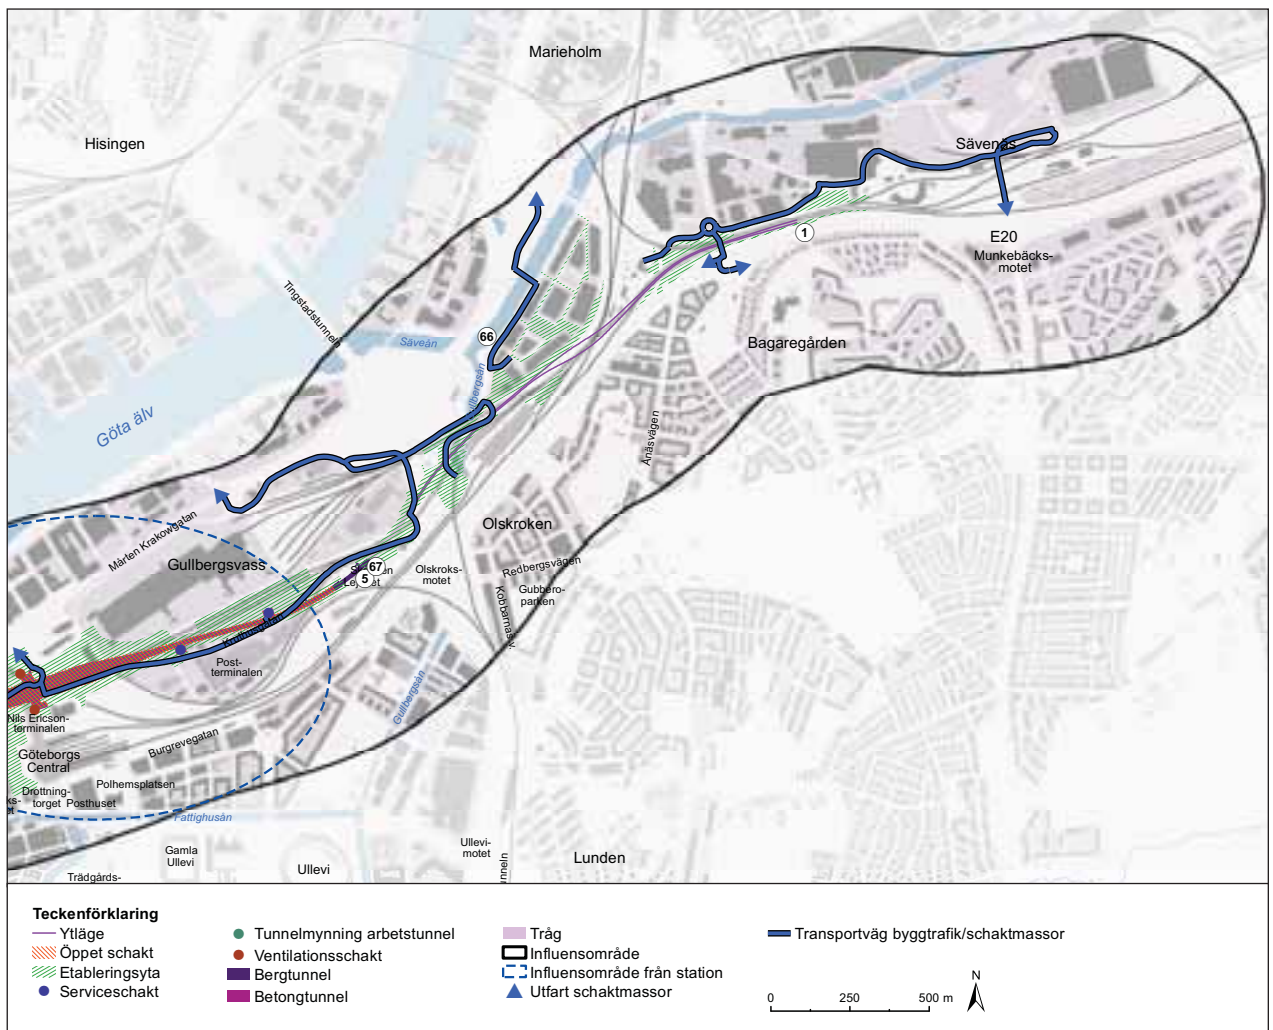 Marieholm
Hisingen
Sävenäs
E20
Munkebäcks-
motet
1
Tingstadstunneln
66
Säveån
Bagaregården
Göta älv
Ånäsvägen
Mårten Krakowgatan
Olskroken
Gullbergsvass
67
5
Olskroks-
motet
Redbergsvägen
Gubbero-
parken
Kobbarnas v.
Post-
terminalen
Gullbergsån
Nils Ericson-
terminalen
Burgrevegatan
Göteborgs
Central
Polhemsplatsen
Drottning-
torget
Posthuset
Fattighusån
Gamla
Ullevi
Ullevi
Ullevi-
motet
Lunden
Trädgårds-
Teckenförklaring
Ytläge
Öppet schakt
Etableringsyta
Serviceschakt
Tunnelmynning arbetstunnel
Ventilationsschakt
Bergtunnel
Betongtunnel
Tråg
Influensområde
Influensområde från station
Utfart schaktmassor
Transportväg byggtrafik/schaktmassor
0 250 500 m
N